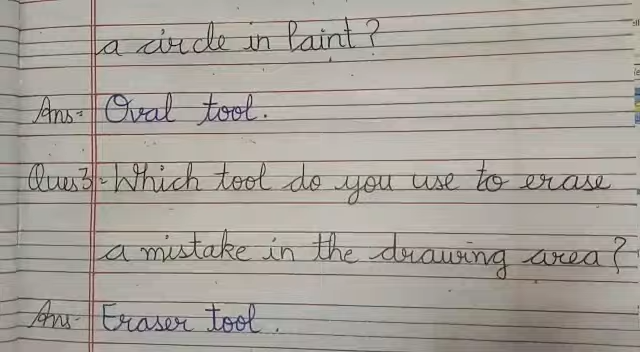 a circle in Paint?
Ans- Oval tool.
Ques3- Which tool do you use to erase
a mistake in the drawing area?
Ans- Eraser tool.